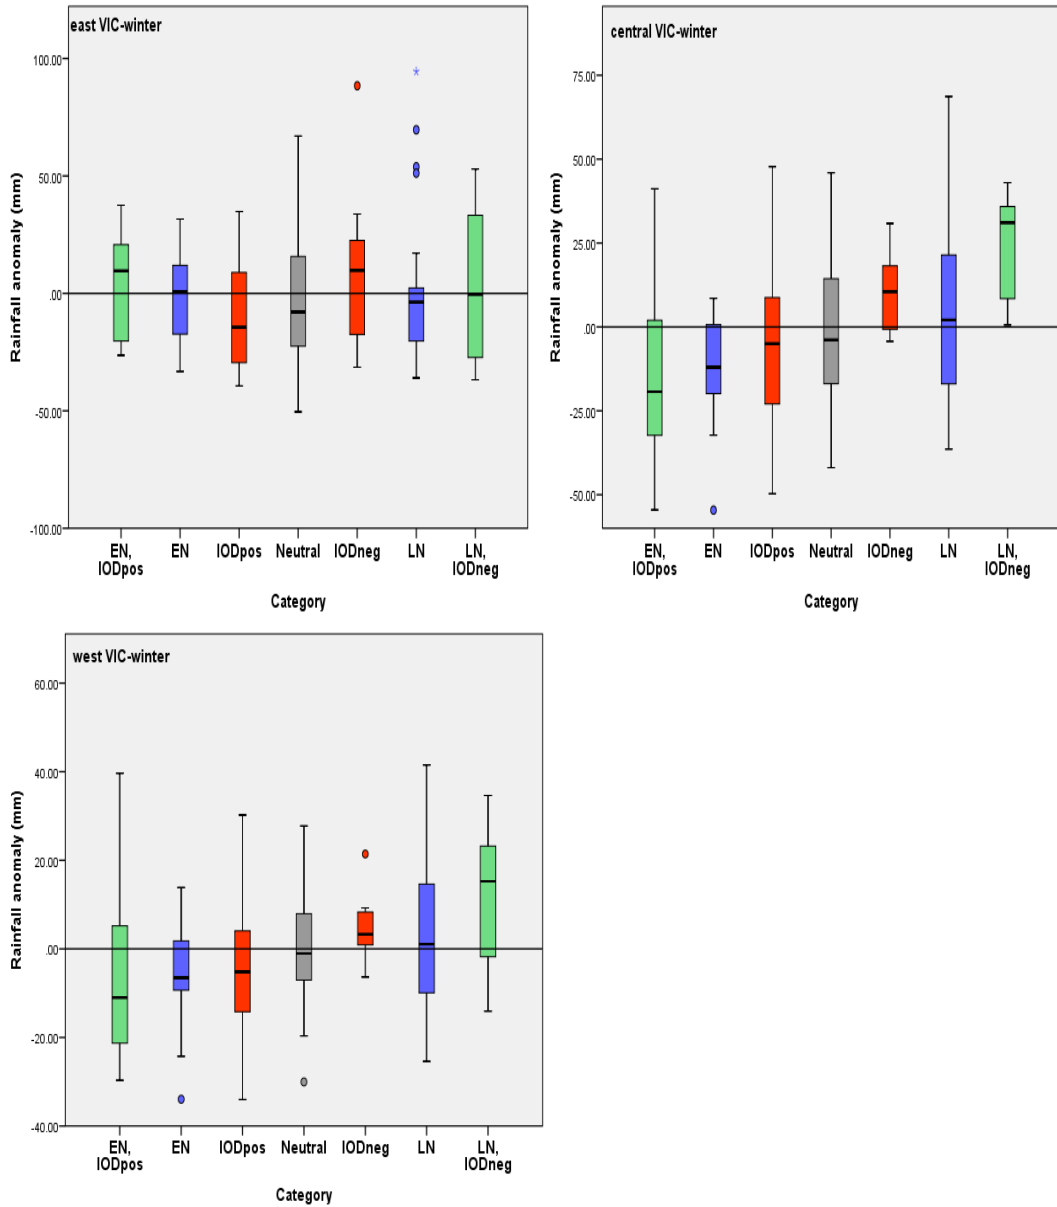 east VIC-winter
Rainfall anomaly (mm)
100.00
50.00
.00
-50.00
-100.00
EN, IODpos
EN
IODpos
Neutral
IODneg
LN
LN, IODneg
Category
central VIC-winter
Rainfall anomaly (mm)
75.00
50.00
25.00
.00
-25.00
-50.00
EN, IODpos
EN
IODpos
Neutral
IODneg
LN
LN, IODneg
Category
west VIC-winter
Rainfall anomaly (mm)
60.00
40.00
20.00
.00
-20.00
-40.00
EN, IODpos
EN
IODpos
Neutral
IODneg
LN
LN, IODneg
Category